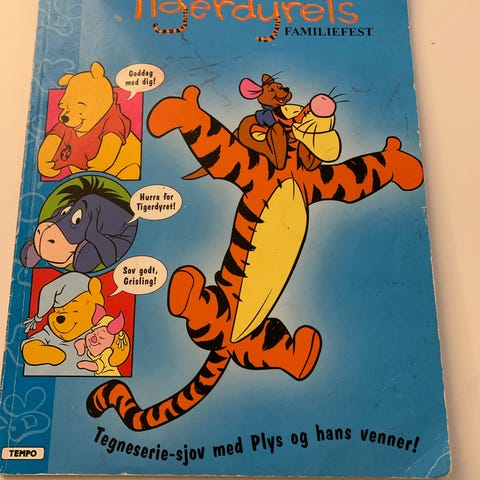 Tigerdyrets
FAMILIEFEST
Goddag
med dig!
Hurra for
Tigerdyret!
Sov godt,
Grisling!
Tegneserie-sjov med Plys og hans venner!
TEMPO